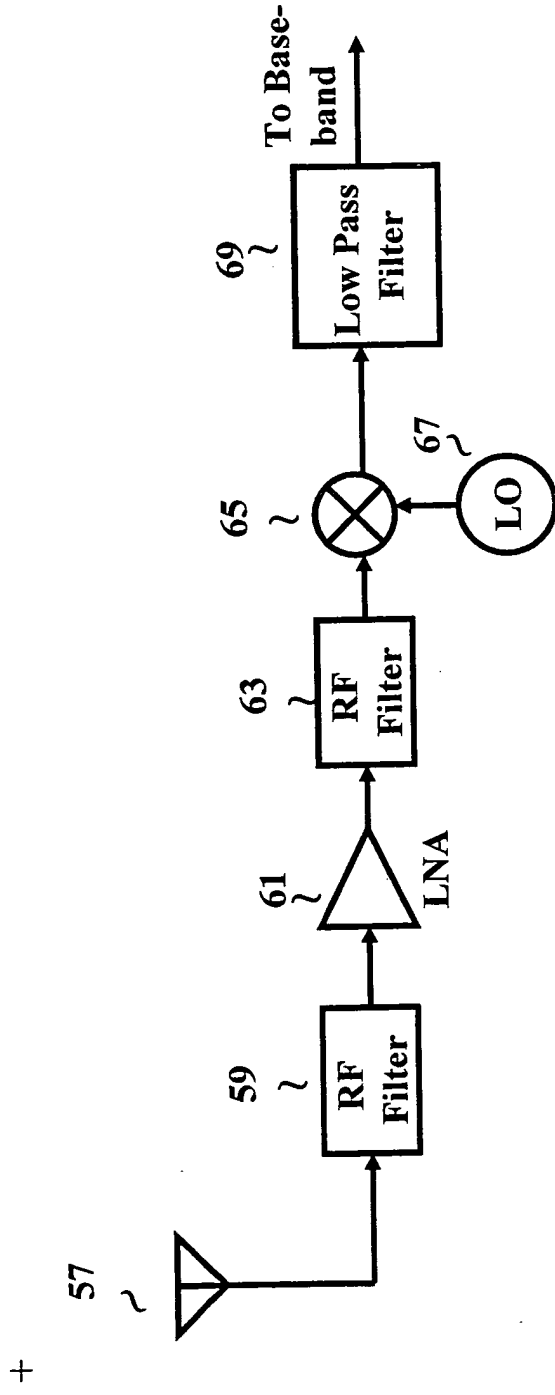 57
59
RF
Filter
61
LNA
63
RF
Filter
65
67
LO
69
Low Pass
Filter
To Base-
band
+